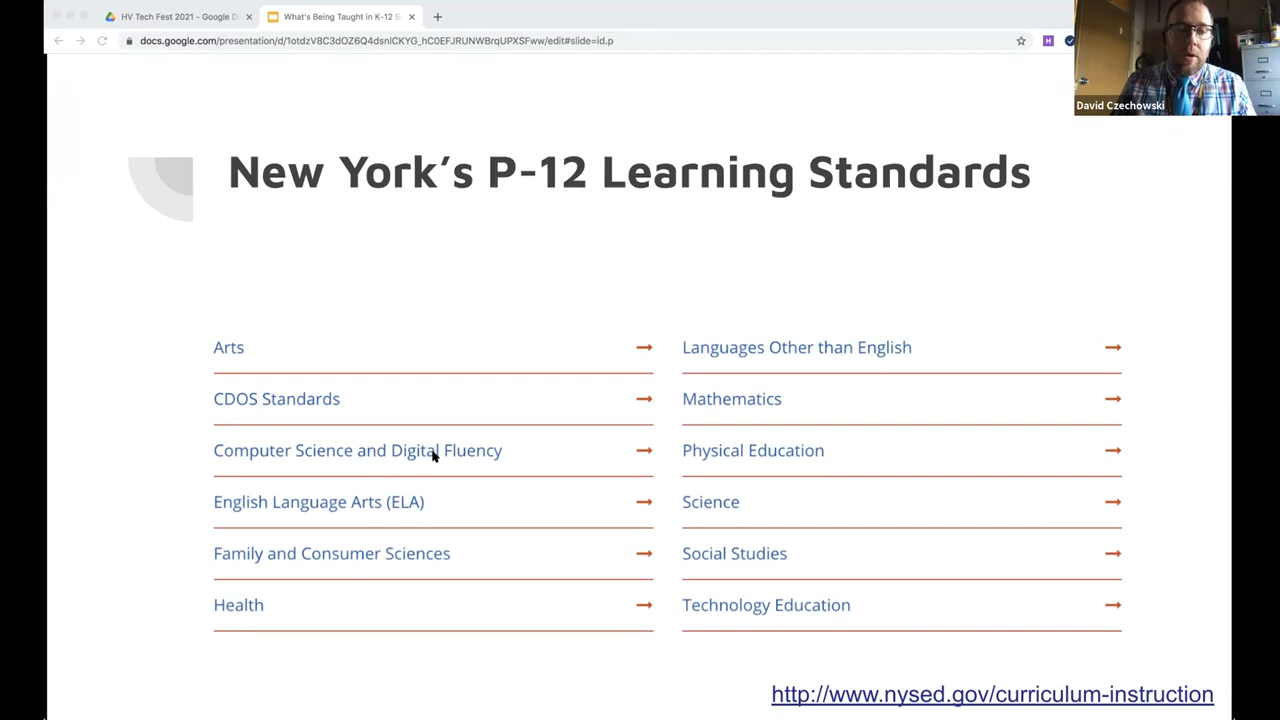 HV Tech Fest 2021 - Google D
What's Being Taught in K-12 S
docs.google.com/presentation/d/1otdzV8C3dOZ6Q4dsnlCKYG_hC0EFJRUNWBrqUPXSFww/edit#slide=id.p
H
David Czechowski
New York's P-12 Learning Standards
Arts
CDOS Standards
Computer Science and Digital Fluency
English Language Arts (ELA)
Family and Consumer Sciences
Health
Languages Other than English
Mathematics
Physical Education
Science
Social Studies
Technology Education
http://www.nysed.gov/curriculum-instruction